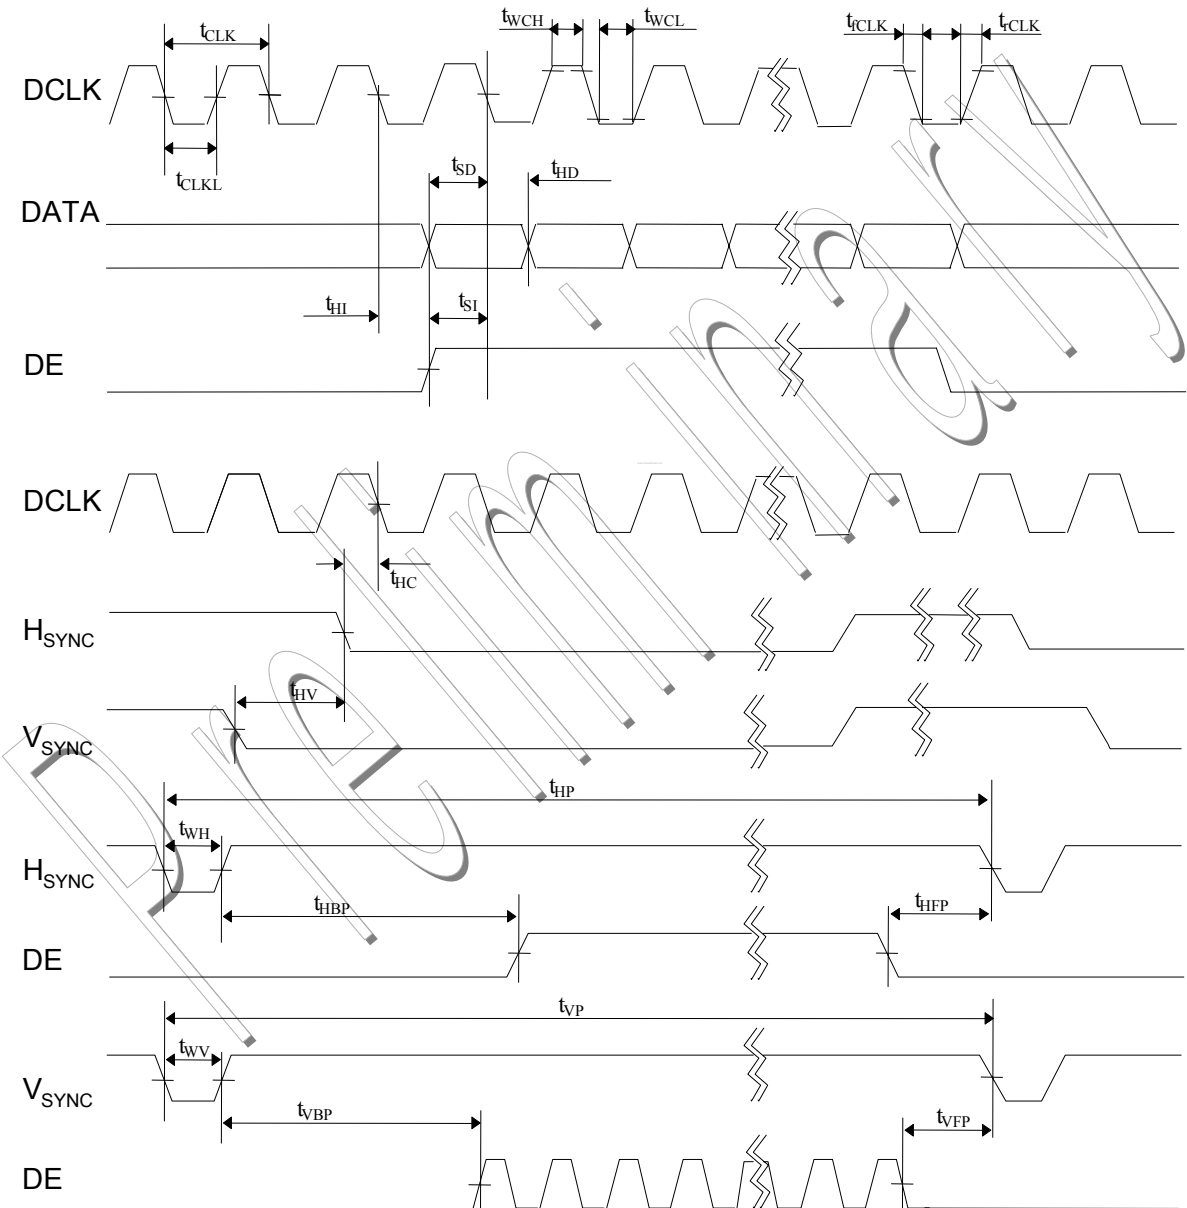 tCLK
tWCH
tWCL
tfCLK
trCLK
DCLK
tCLKL
tSD
tHD
DATA
tHI
tSI
DE
DCLK
tHC
HSYNC
tHV
VSYNC
tHP
tWH
HSYNC
tHBP
tHFP
DE
tVP
tWV
VSYNC
tVBP
tVFP
DE
Preliminary